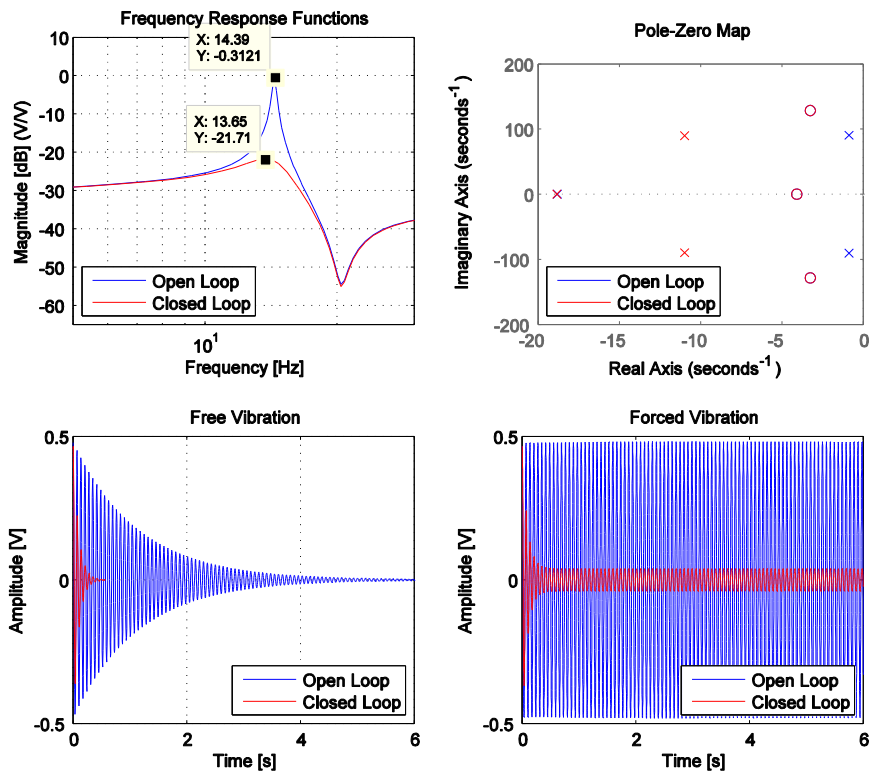 Frequency Response Functions
X: 14.39
Y: -0.3121
X: 13.65
Y: -21.71
10
0
-10
-20
-30
-40
-50
-60
Magnitude [dB] (V/V)
Open Loop
Closed Loop
10^1
Frequency [Hz]
Pole-Zero Map
200
100
0
-100
-200
Imaginary Axis (seconds^-1)
Open Loop
Closed Loop
-20 -15 -10 -5 0
Real Axis (seconds^-1)
Free Vibration
0.5
0
-0.5
Amplitude [V]
Open Loop
Closed Loop
0 2 4 6
Time [s]
Forced Vibration
0.5
0
-0.5
Amplitude [V]
Open Loop
Closed Loop
0 2 4 6
Time [s]